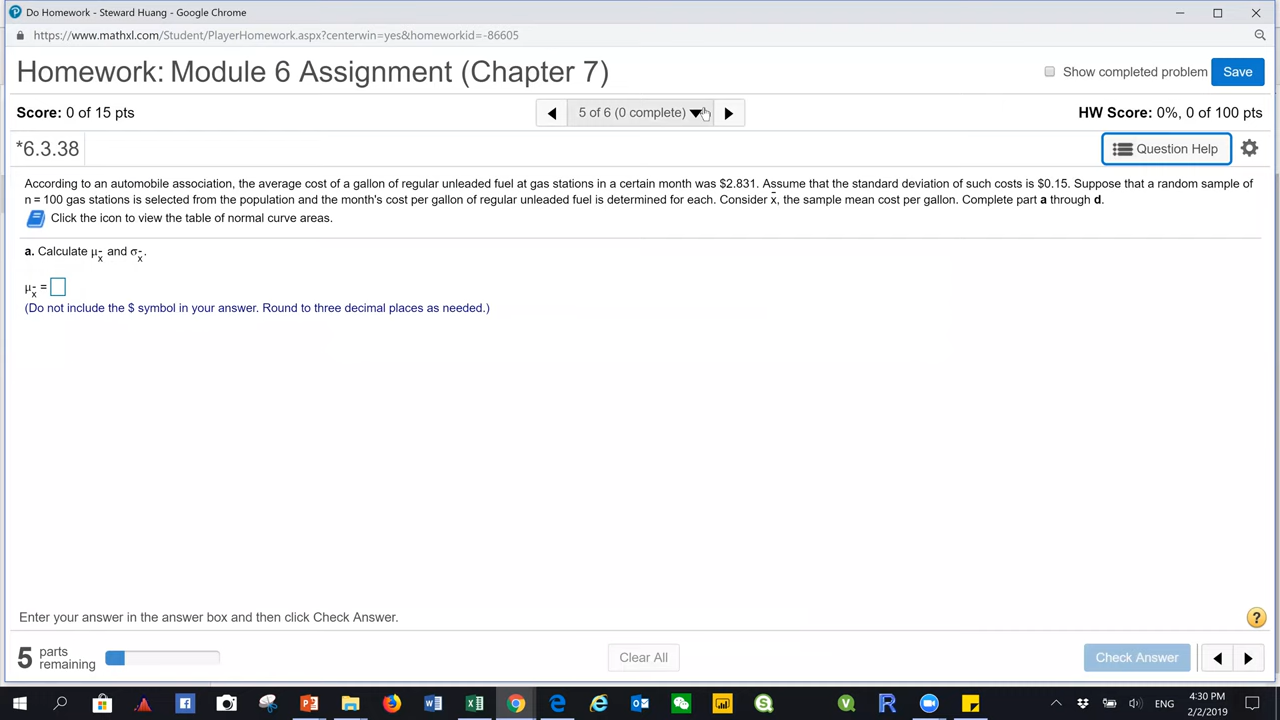 Do Homework - Steward Huang - Google Chrome
https://www.mathxl.com/Student/PlayerHomework.aspx?centerwin=yes&homeworkid=-86605
Homework: Module 6 Assignment (Chapter 7)
Show completed problem
Save
Score: 0 of 15 pts
5 of 6 (0 complete)
HW Score: 0%, 0 of 100 pts
*6.3.38
Question Help
According to an automobile association, the average cost of a gallon of regular unleaded fuel at gas stations in a certain month was $2.831. Assume that the standard deviation of such costs is $0.15. Suppose that a random sample of
n = 100 gas stations is selected from the population and the month's cost per gallon of regular unleaded fuel is determined for each. Consider x̄, the sample mean cost per gallon. Complete part a through d.
Click the icon to view the table of normal curve areas.
a. Calculate μx̄ and σx̄.
μx̄ =
(Do not include the $ symbol in your answer. Round to three decimal places as needed.)
Enter your answer in the answer box and then click Check Answer.
?
5 parts
remaining
Clear All
Check Answer
ENG
4:30 PM
2/2/2019